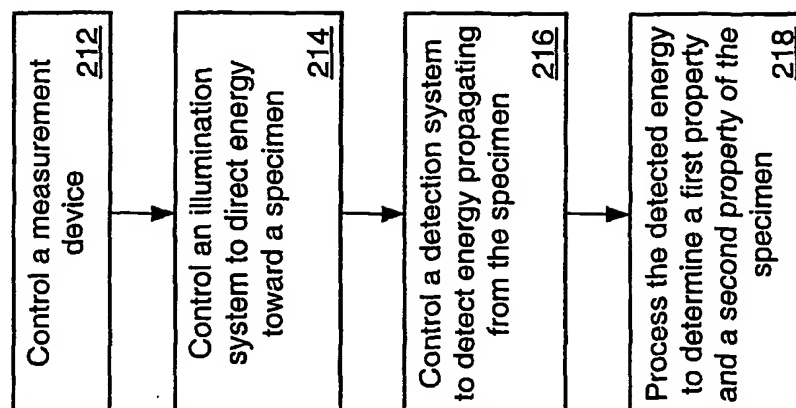 Control a measurement
device
212
Control an illumination
system to direct energy
toward a specimen
214
Control a detection system
to detect energy propagating
from the specimen
216
Process the detected energy
to determine a first property
and a second property of the
specimen
218